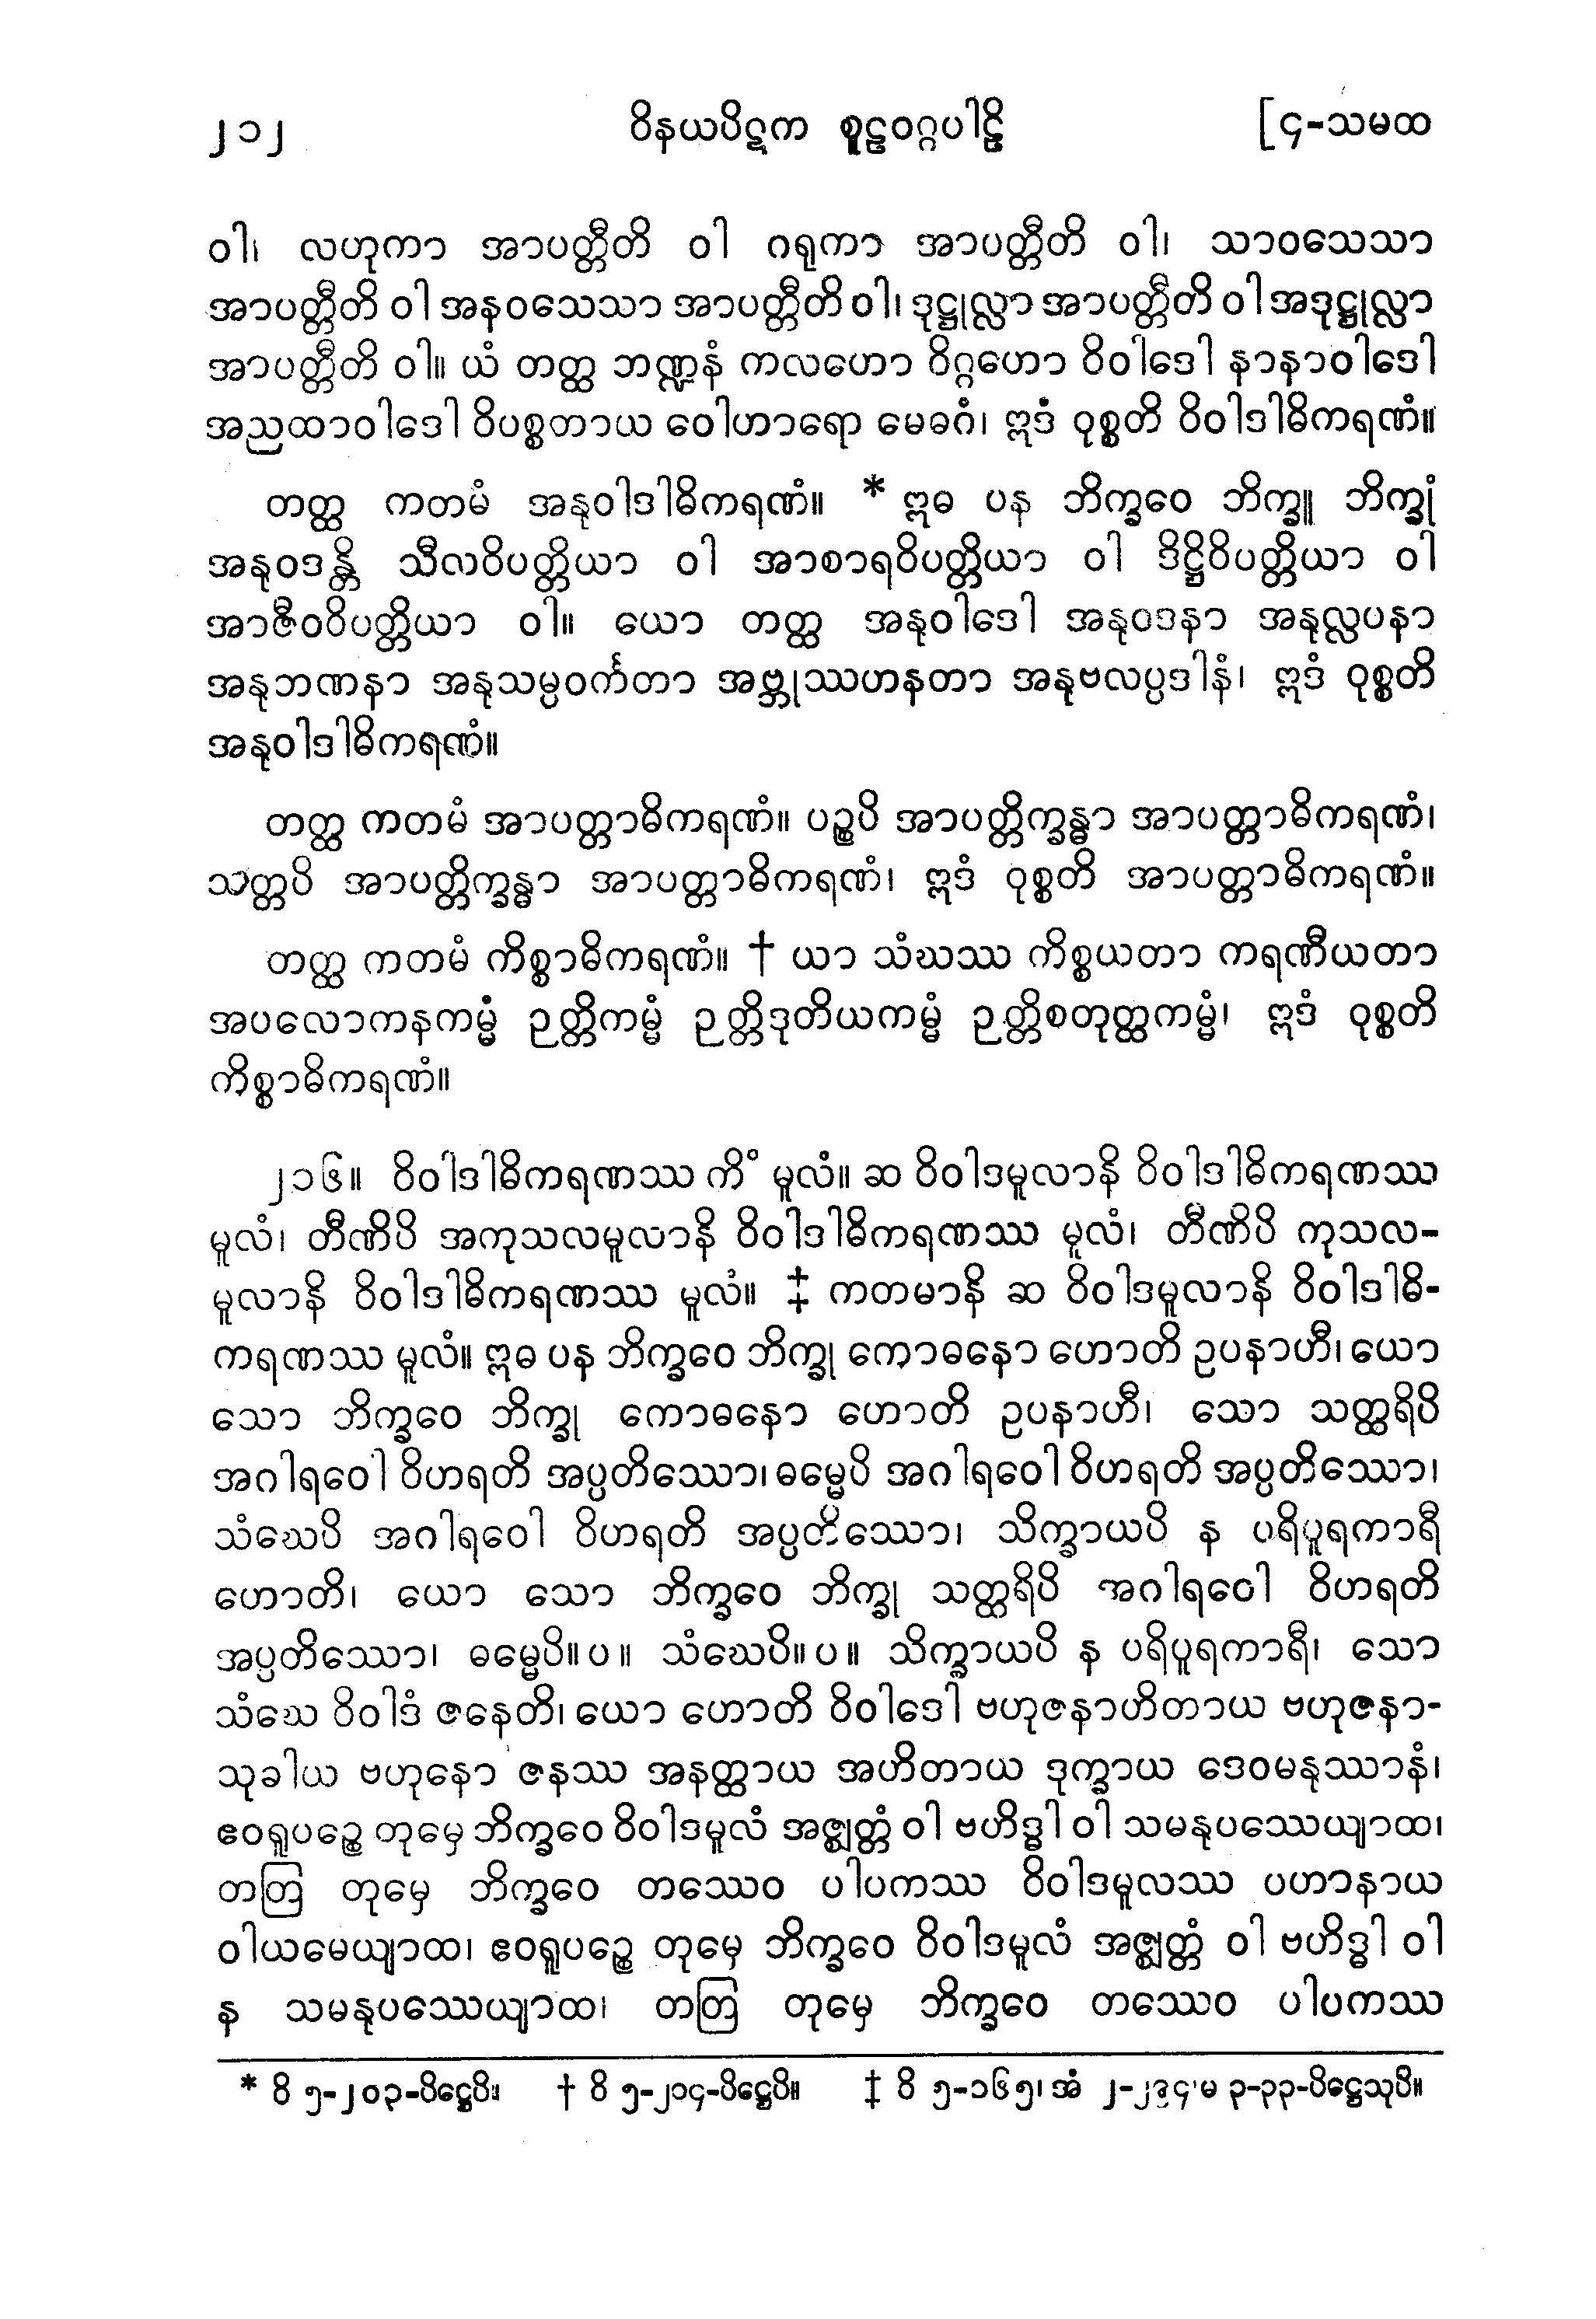 ၂၁၂ ဝိနယပိဋက စူဠဝဂ္ဂပါဠိ [၄-သမထ
ဝါ၊ လဟုကာ အာပတ္တီတိ ဝါ ဂရုကာ အာပတ္တီတိ ဝါ၊ သာဝသေသာ
အာပတ္တီတိ ဝါ အနဝသေသာ အာပတ္တီတိ ဝါ၊ ဒုဋ္ဌုလ္လာ အာပတ္တီတိ ဝါ အဒုဋ္ဌုလ္လာ
အာပတ္တီတိ ဝါ။ ယံ တတ္ထ ဘဏ္ဍနံ ကလဟော ဝိဂ္ဂဟော ဝိဝါဒေါ နာနာဝါဒေါ
အညထာဝါဒေါ ဝိပစ္စတာယ ဝေါဟာရော မေဓဂံ၊ ဣဒံ ဝုစ္စတိ ဝိဝါဒါဓိကရဏံ။
တတ္ထ ကတမံ အနုဝါဒါဓိကရဏံ။ * ဣဓ ပန ဘိက္ခဝေ ဘိက္ခူ ဘိက္ခုံ
အနုဝဒန္တိ သီလဝိပတ္တိယာ ဝါ အာစာရဝိပတ္တိယာ ဝါ ဒိဋ္ဌိဝိပတ္တိယာ ဝါ
အာဇီဝဝိပတ္တိယာ ဝါ။ ယော တတ္ထ အနုဝါဒေါ အနုဝဒနာ အနုလ္လပနာ
အနုဘဏနာ အနုသမ္ပဝင်္ကတာ အဗ္ဘုဿဟနတာ အနုဗလပ္ပဒါနံ၊ ဣဒံ ဝုစ္စတိ
အနုဝါဒါဓိကရဏံ။
တတ္ထ ကတမံ အာပတ္တာဓိကရဏံ။ ပဉ္စပိ အာပတ္တိက္ခန္ဓာ အာပတ္တာဓိကရဏံ၊
သတ္တပိ အာပတ္တိက္ခန္ဓာ အာပတ္တာဓိကရဏံ၊ ဣဒံ ဝုစ္စတိ အာပတ္တာဓိကရဏံ။
တတ္ထ ကတမံ ကိစ္စာဓိကရဏံ။ † ယာ သံဃဿ ကိစ္စယတာ ကရဏီယတာ
အပလောကနကမ္မံ ဉတ္တိကမ္မံ ဉတ္တိဒုတိယကမ္မံ ဉတ္တိစတုတ္ထကမ္မံ၊ ဣဒံ ဝုစ္စတိ
ကိစ္စာဓိကရဏံ။
၂၁၆။ ဝိဝါဒါဓိကရဏဿ ကိံ မူလံ။ ဆ ဝိဝါဒမူလာနိ ဝိဝါဒါဓိကရဏဿ
မူလံ၊ တီဏိပိ အကုသလမူလာနိ ဝိဝါဒါဓိကရဏဿ မူလံ၊ တီဏိပိ ကုသလ-
မူလာနိ ဝိဝါဒါဓိကရဏဿ မူလံ။ ‡ ကတမာနိ ဆ ဝိဝါဒမူလာနိ ဝိဝါဒါဓိ-
ကရဏဿ မူလံ။ ဣဓ ပန ဘိက္ခဝေ ဘိက္ခု ကောဓနော ဟောတိ ဥပနာဟီ၊ ယော
သော ဘိက္ခဝေ ဘိက္ခု ကောဓနော ဟောတိ ဥပနာဟီ၊ သော သတ္ထရိပိ
အဂါရဝေါ ဝိဟရတိ အပ္ပတိဿော၊ ဓမ္မေပိ အဂါရဝေါ ဝိဟရတိ အပ္ပတိဿော၊
သံဃေပိ အဂါရဝေါ ဝိဟရတိ အပ္ပတိဿော၊ သိက္ခာယပိ န ပရိပူရကာရီ
ဟောတိ၊ ယော သော ဘိက္ခဝေ ဘိက္ခု သတ္ထရိပိ အဂါရဝေါ ဝိဟရတိ
အပ္ပတိဿော၊ ဓမ္မေပိ။ပ။ သံဃေပိ။ပ။ သိက္ခာယပိ န ပရိပူရကာရီ၊ သော
သံဃေ ဝိဝါဒံ ဇနေတိ၊ ယော ဟောတိ ဝိဝါဒေါ ဗဟုဇနာဟိတာယ ဗဟုဇနာ-
သုခါယ ဗဟုနော ဇနဿ အနတ္ထာယ အဟိတာယ ဒုက္ခာယ ဒေဝမနုဿာနံ၊
ဧဝရူပဉ္စေ တုမှေ ဘိက္ခဝေ ဝိဝါဒမူလံ အဇ္ဈတ္တံ ဝါ ဗဟိဒ္ဓါ ဝါ သမနုပဿေယျာထ၊
တတြ တုမှေ ဘိက္ခဝေ တဿေဝ ပါပကဿ ဝိဝါဒမူလဿ ပဟာနာယ
ဝါယမေယျာထ၊ ဧဝရူပဉ္စေ တုမှေ ဘိက္ခဝေ ဝိဝါဒမူလံ အဇ္ဈတ္တံ ဝါ ဗဟိဒ္ဓါ ဝါ
န သမနုပဿေယျာထ၊ တတြ တုမှေ ဘိက္ခဝေ တဿေဝ ပါပကဿ
* ဝိ ၅-၂၀၃-ပိဋ္ဌေပိ။ † ဝိ ၅-၂၁၄-ပိဋ္ဌေပိ။ ‡ ဝိ ၅-၁၆၅၊ အံ မ ၃-၃၃-ပိဋ္ဌေသုပိ။